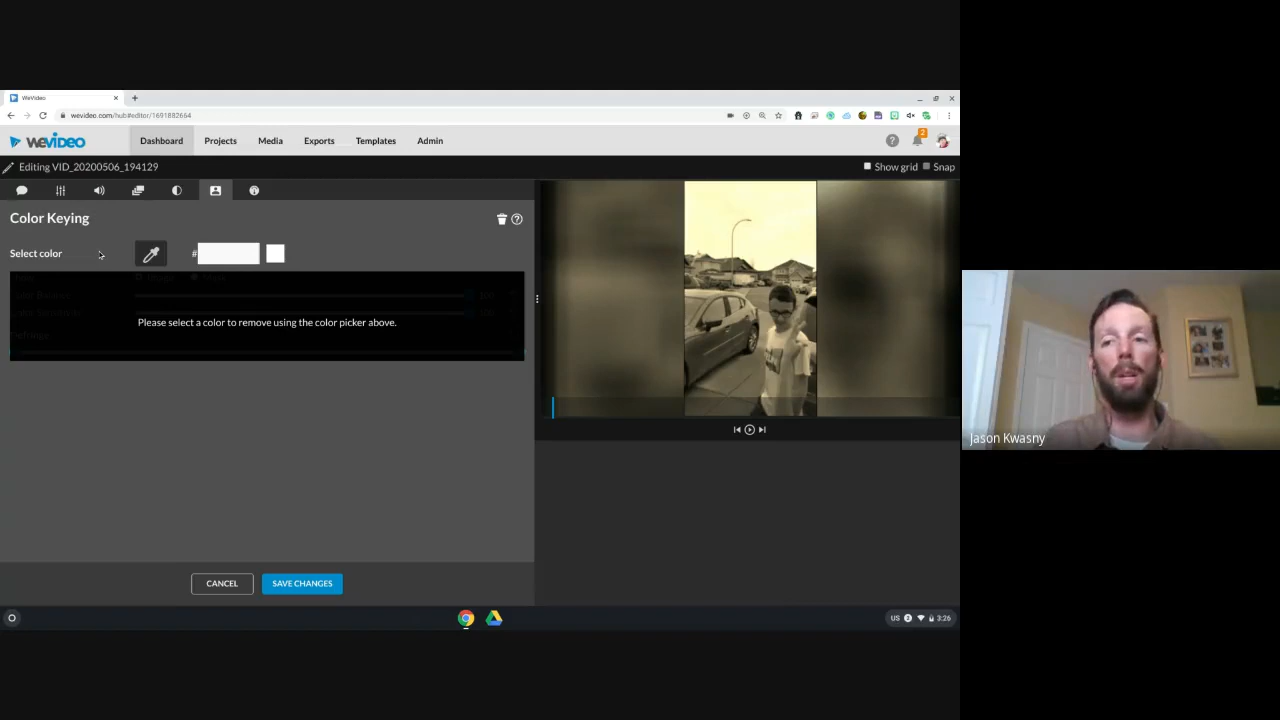 WeVideo
wevideo.com/hub#editor/1691882664
WEVIDEO
Dashboard
Projects
Media
Exports
Templates
Admin
2
Editing VID_20200506_194129
Show grid
Snap
Color Keying
Select color
#
Please select a color to remove using the color picker above.
CANCEL
SAVE CHANGES
US
3:26
Jason Kwasny